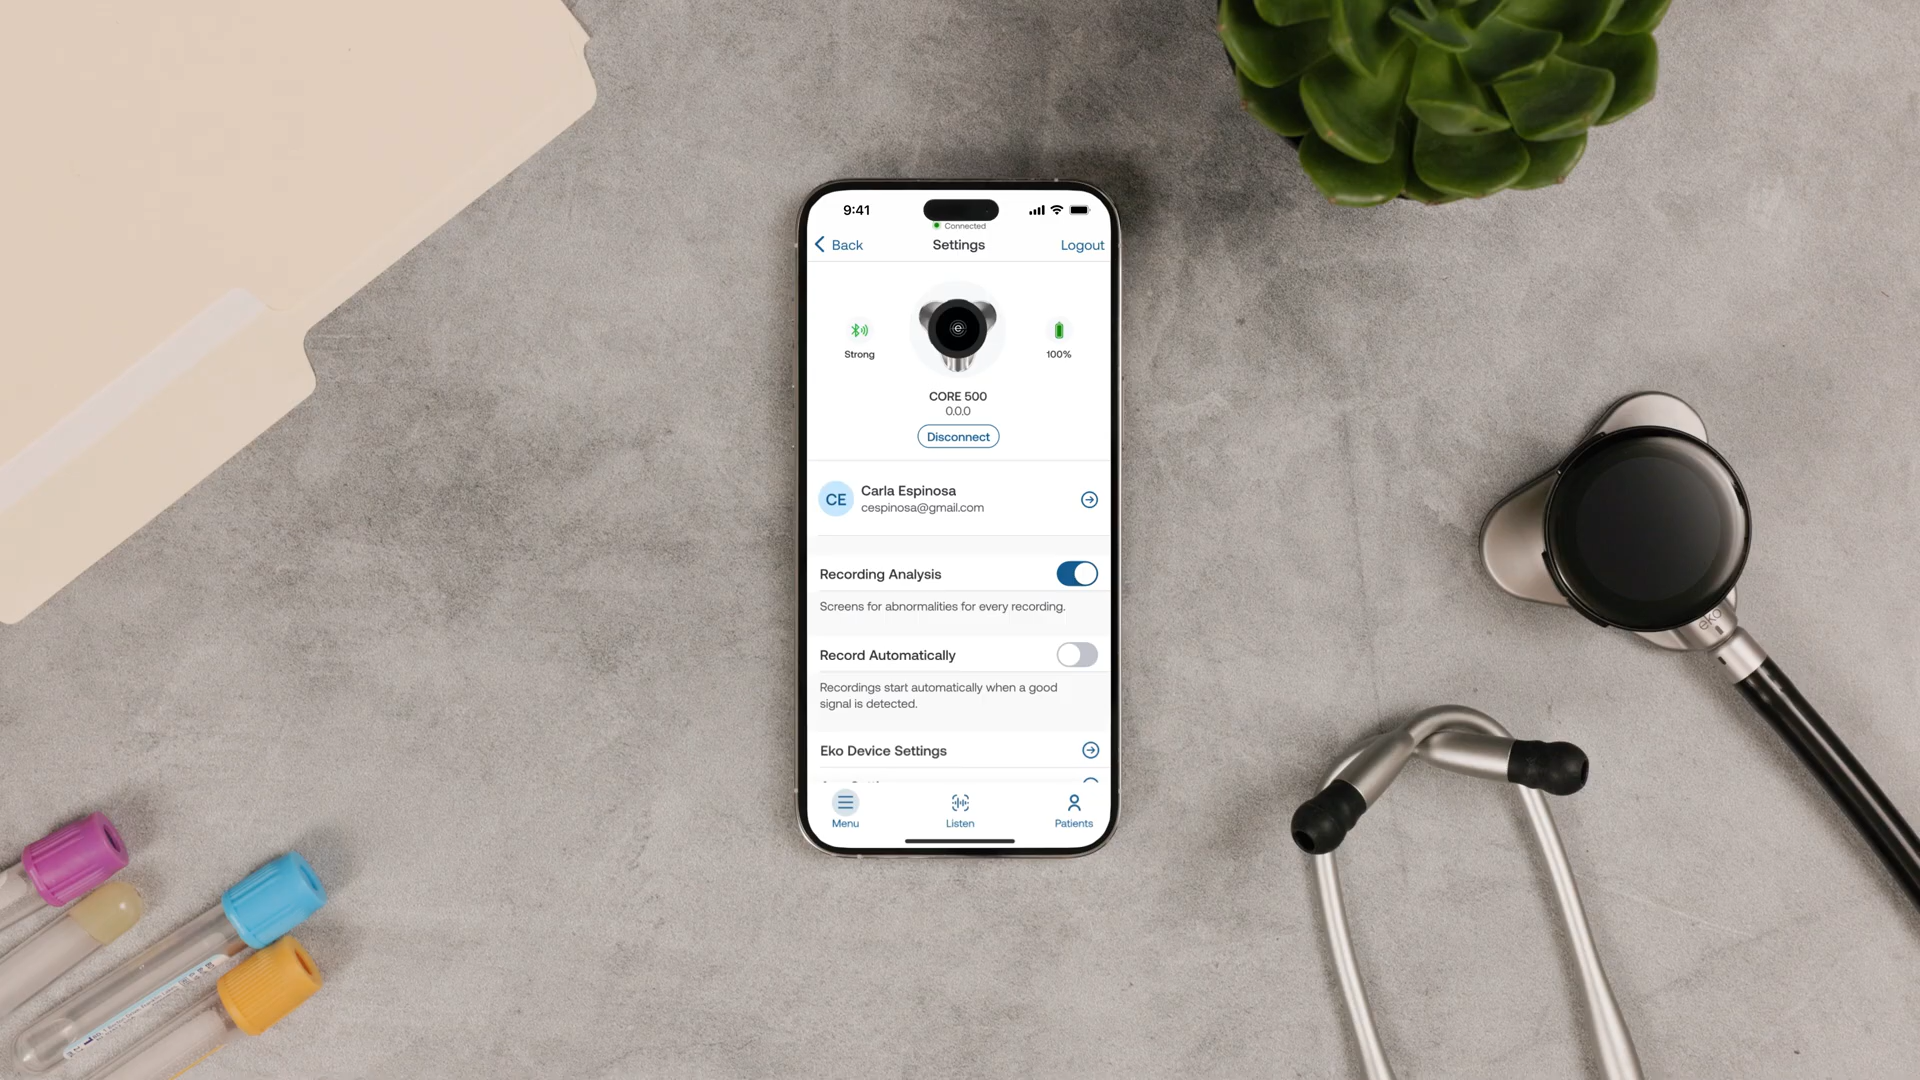 9:41
Connected
Back
Settings
Logout
Strong
100%
CORE 500
0.0.0
Disconnect
CE
Carla Espinosa
cespinosa@gmail.com
Recording Analysis
Screens for abnormalities for every recording.
Record Automatically
Recordings start automatically when a good
signal is detected.
Eko Device Settings
Menu
Listen
Patients
eko